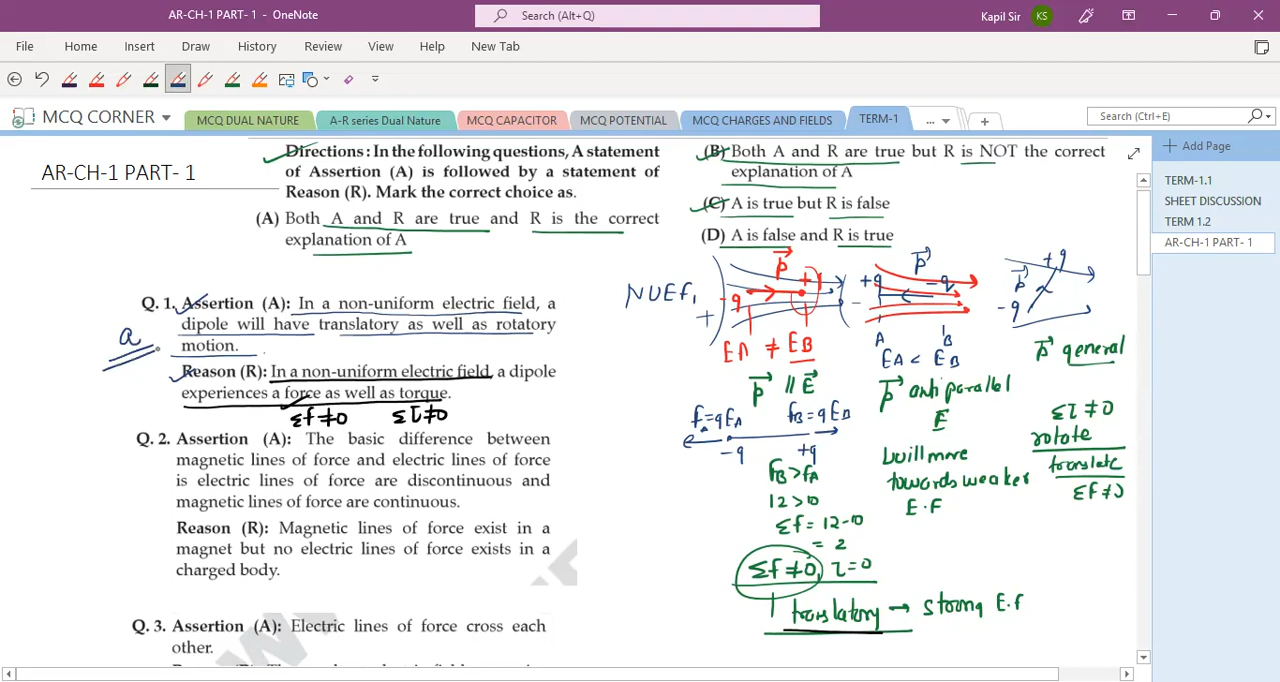 AR-CH-1 PART- 1 - OneNote
Search (Alt+Q)
Kapil Sir
KS
File Home Insert Draw History Review View Help New Tab
MCQ CORNER
MCQ DUAL NATURE
A-R series Dual Nature
MCQ CAPACITOR
MCQ POTENTIAL
MCQ CHARGES AND FIELDS
TERM-1
...
Search (Ctrl+E)
Add Page
TERM-1.1
SHEET DISCUSSION
TERM 1.2
AR-CH-1 PART- 1
AR-CH-1 PART- 1
Directions : In the following questions, A statement
of Assertion (A) is followed by a statement of
Reason (R). Mark the correct choice as.
(A) Both A and R are true and R is the correct
explanation of A
(B) Both A and R are true but R is NOT the correct
explanation of A
(C) A is true but R is false
(D) A is false and R is true
a
Q. 1. Assertion (A): In a non-uniform electric field, a
dipole will have translatory as well as rotatory
motion.
Reason (R): In a non-uniform electric field, a dipole
experiences a force as well as torque.
Σf≠0 Στ≠0
Q. 2. Assertion (A): The basic difference between
magnetic lines of force and electric lines of force
is electric lines of force are discontinuous and
magnetic lines of force are continuous.
Reason (R): Magnetic lines of force exist in a
magnet but no electric lines of force exists in a
charged body.
Q. 3. Assertion (A): Electric lines of force cross each
other.
NUEf,
+
p⃗
-q
+q
−
EA ≠ EB
p⃗ || E⃗
f=qEA fB=qEB
-q +q
fB>fA
12>10
Σf= 12-10
= 2
Σf≠0, τ=0
translatory → strong E.f
p⃗
+q -q
A B
EA < EB
p⃗ anti parallel
E
will move
towards weaker
E.F
+q
p⃗
-q
p⃗ general
Στ≠0
rotate
translate
Σf≠0